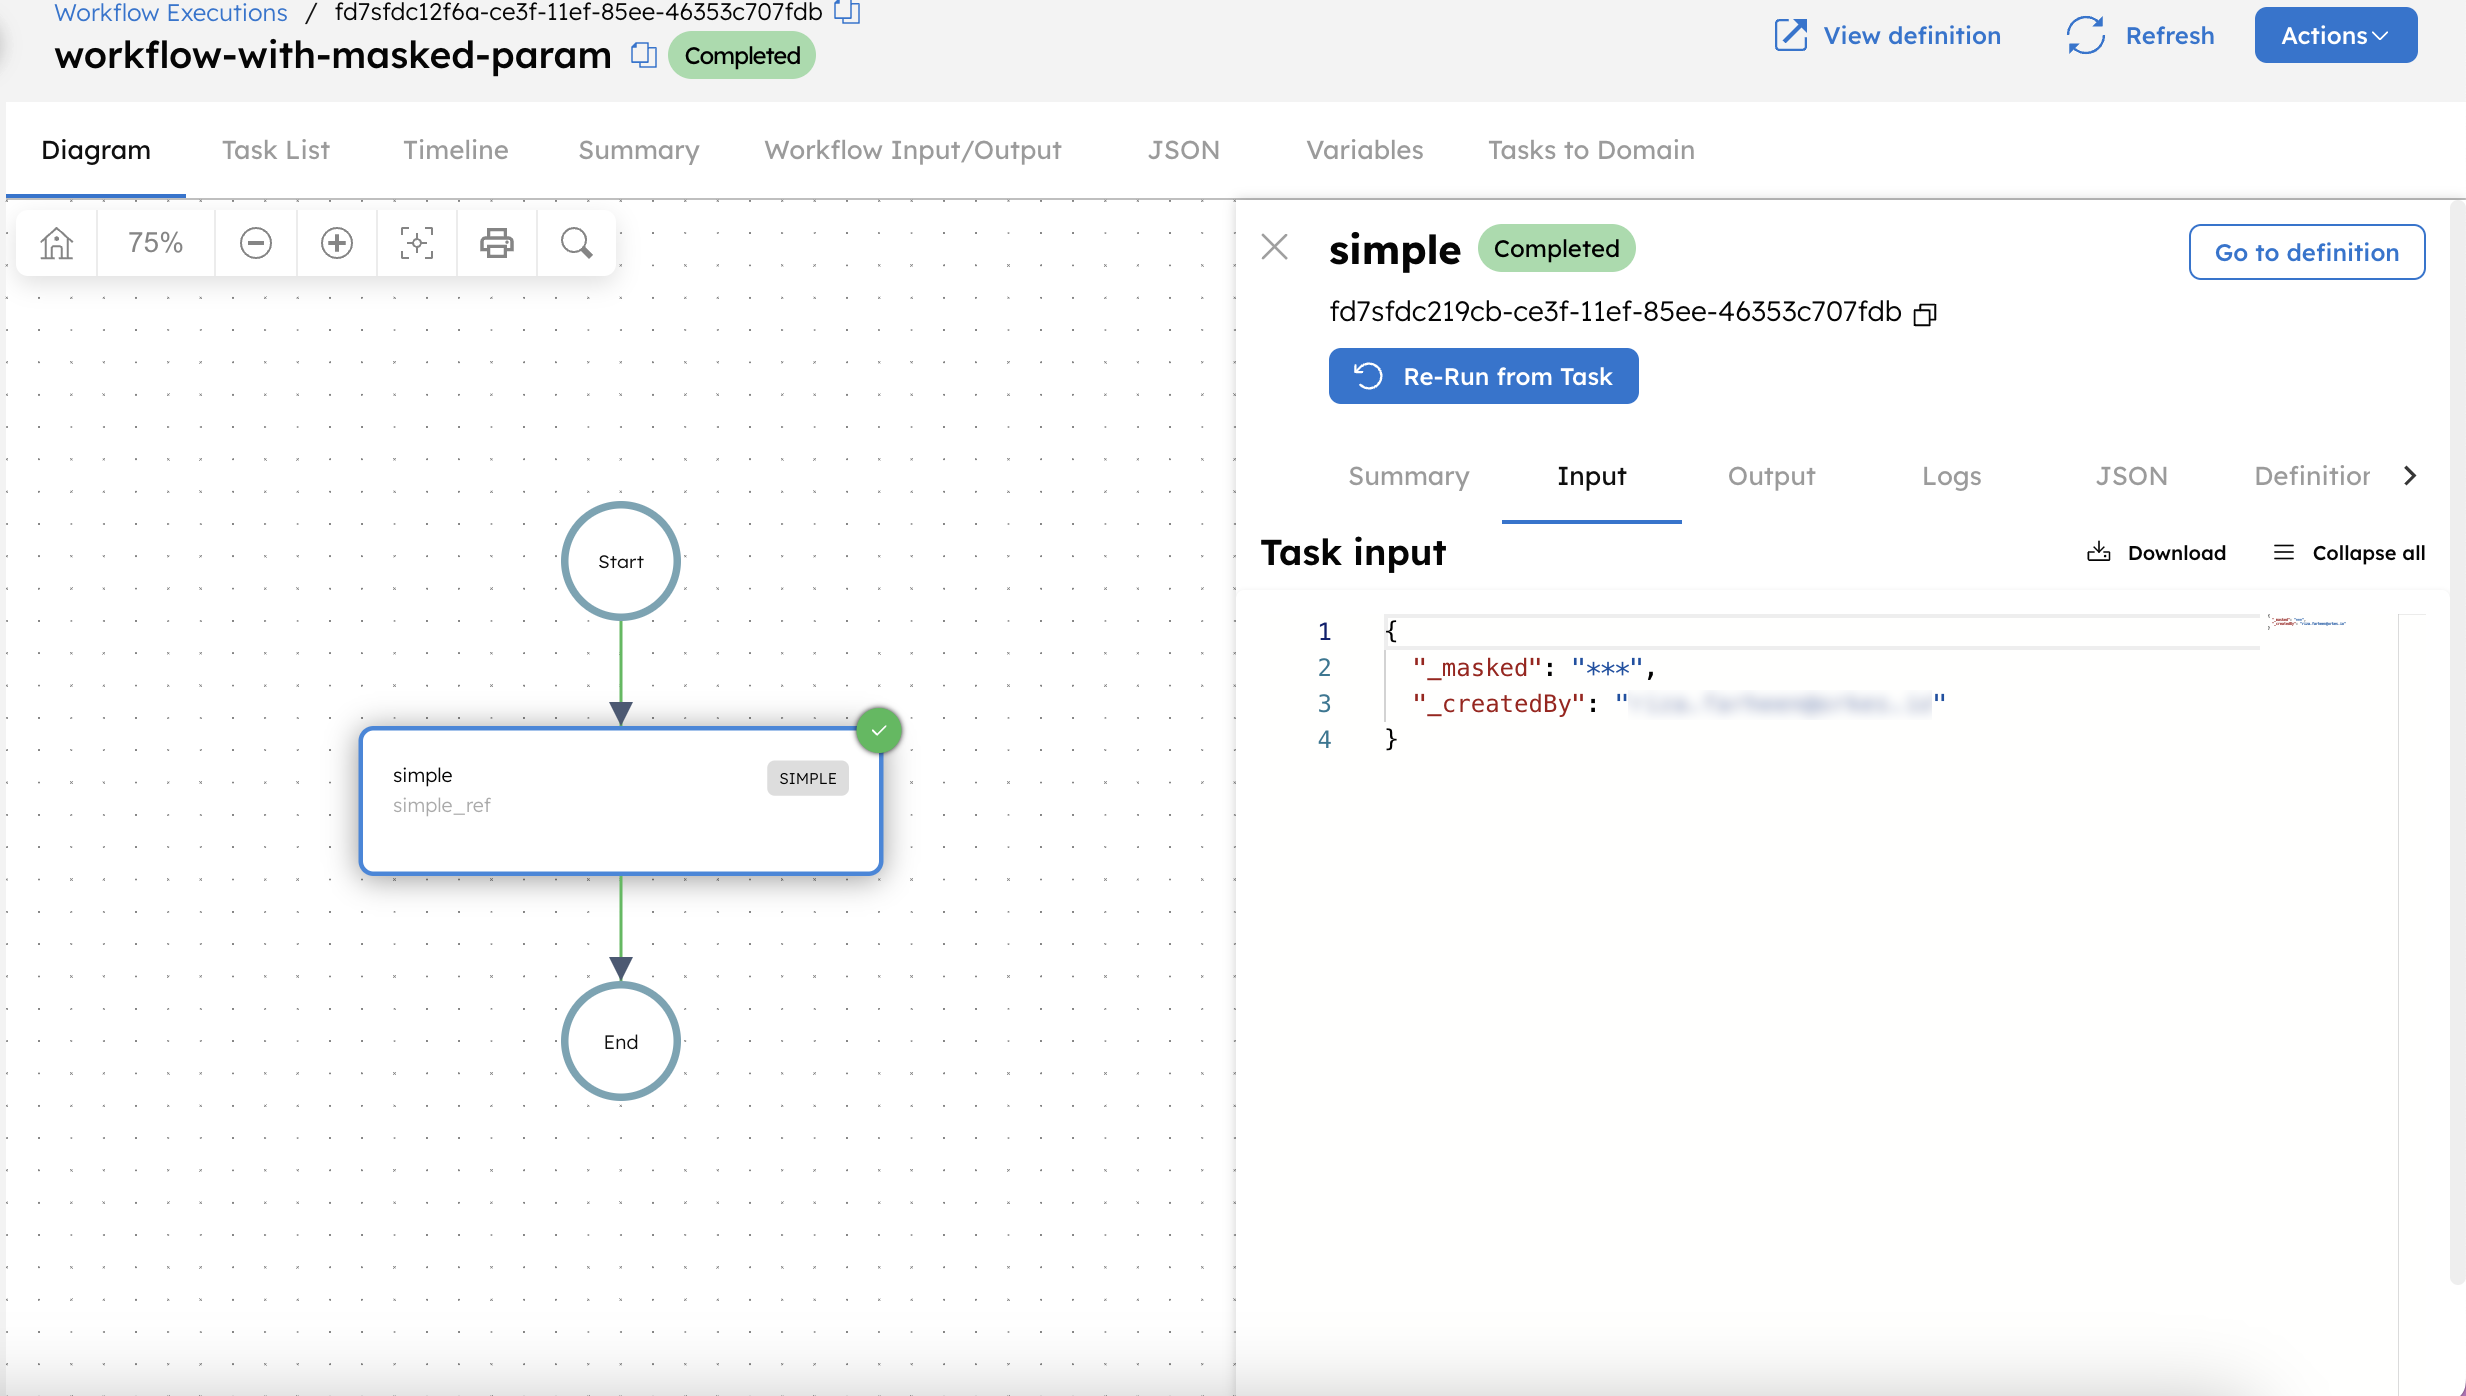 Workflow Executions / fd7sfdc12f6a-ce3f-11ef-85ee-46353c707fdb
workflow-with-masked-param Completed
View definition Refresh Actions
Diagram Task List Timeline Summary Workflow Input/Output JSON Variables Tasks to Domain
75%
Start
simple SIMPLE
simple_ref
End
simple Completed
Go to definition
fd7sfdc219cb-ce3f-11ef-85ee-46353c707fdb
Re-Run from Task
Summary Input Output Logs JSON
Task input Download Collapse all
1 {
2 "_masked": "***",
3 "_createdBy": " "
4 }